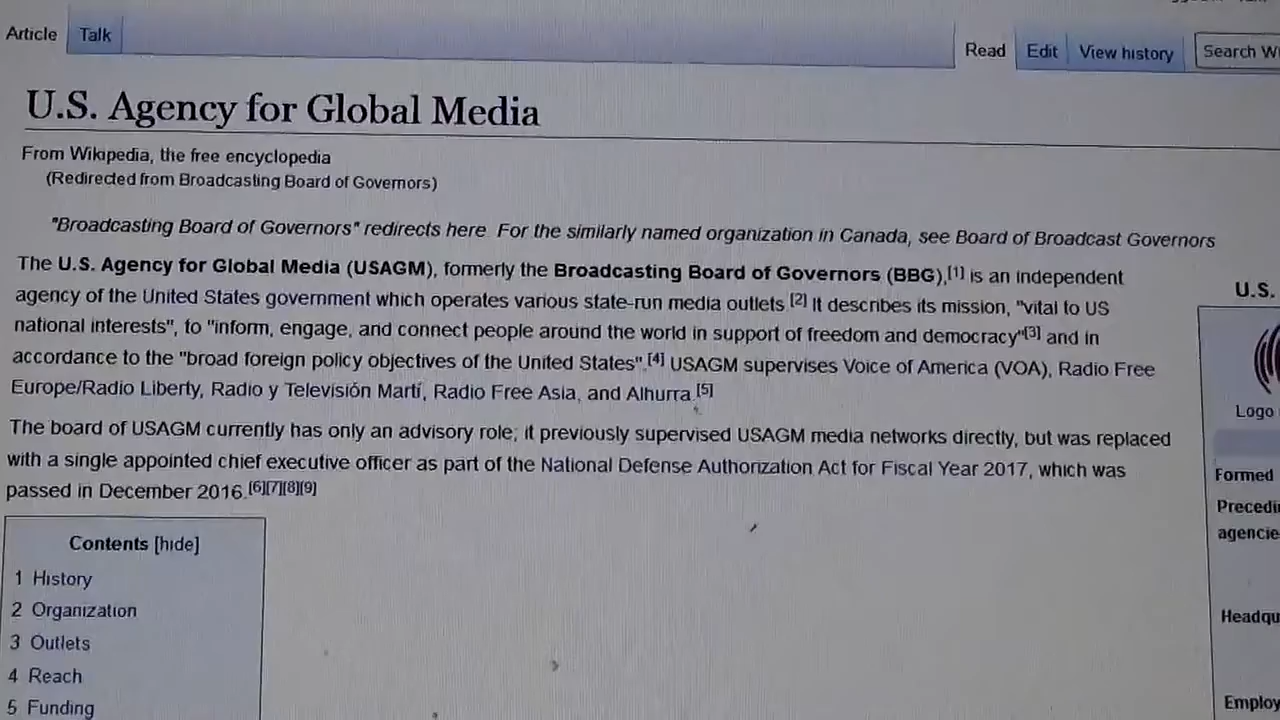 Article Talk Read Edit View history Search W
U.S. Agency for Global Media
From Wikipedia, the free encyclopedia
(Redirected from Broadcasting Board of Governors)
"Broadcasting Board of Governors" redirects here. For the similarly named organization in Canada, see Board of Broadcast Governors
The U.S. Agency for Global Media (USAGM), formerly the Broadcasting Board of Governors (BBG),[1] is an independent
agency of the United States government which operates various state-run media outlets.[2] It describes its mission, "vital to US
national interests", to "inform, engage, and connect people around the world in support of freedom and democracy"[3] and in
accordance to the "broad foreign policy objectives of the United States".[4] USAGM supervises Voice of America (VOA), Radio Free
Europe/Radio Liberty, Radio y Televisión Martí, Radio Free Asia, and Alhurra.[5]
The board of USAGM currently has only an advisory role; it previously supervised USAGM media networks directly, but was replaced
with a single appointed chief executive officer as part of the National Defense Authorization Act for Fiscal Year 2017, which was
passed in December 2016.[6][7][8][9]
Contents [hide]
1 History
2 Organization
3 Outlets
4 Reach
5 Funding
U.S.
Logo
Formed
Precedi
agencie
Headqu
Employ